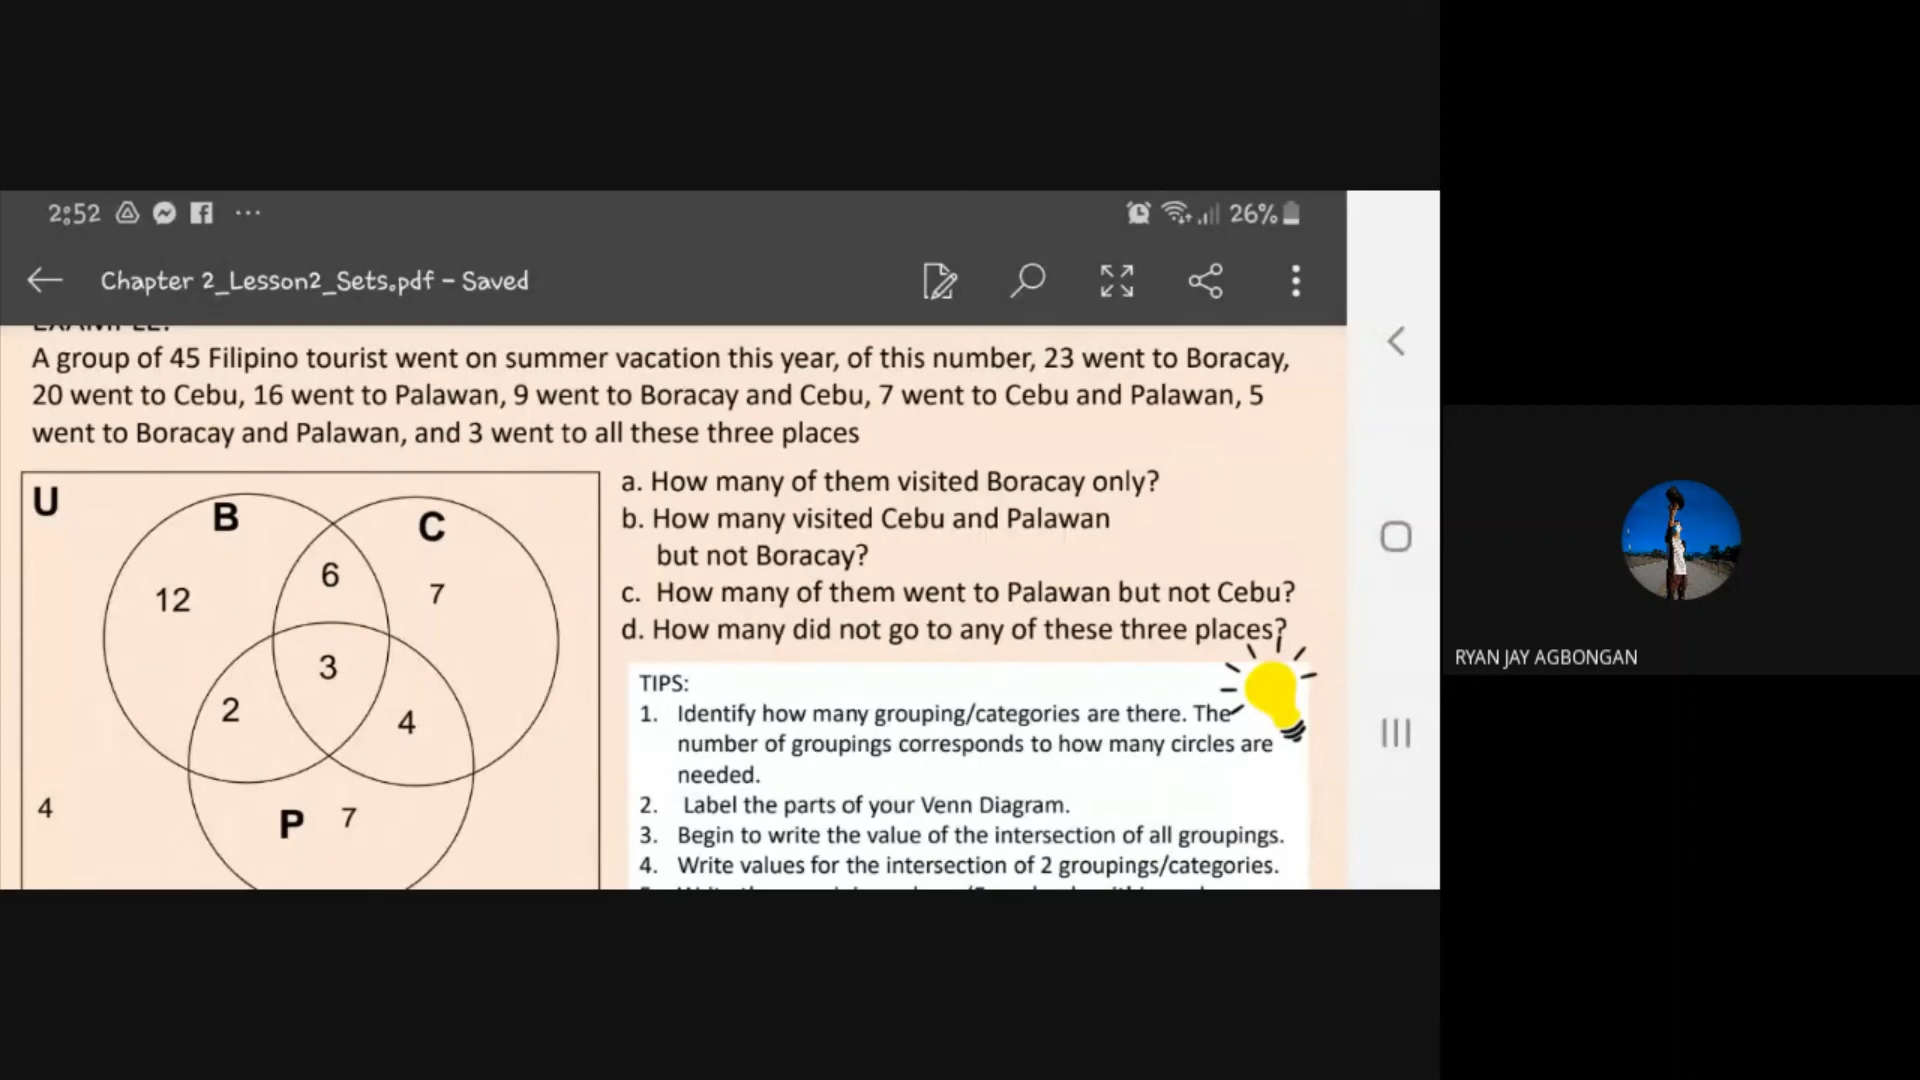 2:52
26%
Chapter 2_Lesson2_Sets.pdf – Saved
EXAMPLE:
A group of 45 Filipino tourist went on summer vacation this year, of this number, 23 went to Boracay,
20 went to Cebu, 16 went to Palawan, 9 went to Boracay and Cebu, 7 went to Cebu and Palawan, 5
went to Boracay and Palawan, and 3 went to all these three places
U
B
C
12
6
7
3
2
4
4
P
7
a. How many of them visited Boracay only?
b. How many visited Cebu and Palawan
but not Boracay?
c. How many of them went to Palawan but not Cebu?
d. How many did not go to any of these three places?
TIPS:
1. Identify how many grouping/categories are there. The
number of groupings corresponds to how many circles are
needed.
2. Label the parts of your Venn Diagram.
3. Begin to write the value of the intersection of all groupings.
4. Write values for the intersection of 2 groupings/categories.
RYAN JAY AGBONGAN